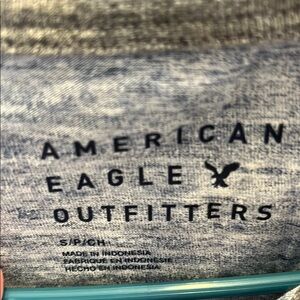 AMERICAN
EAGLE
OUTFITTERS
S/P/CH
MADE IN INDONESIA
FABRIQUÉ EN INDONÉSIE
HECHO EN INDONESIA